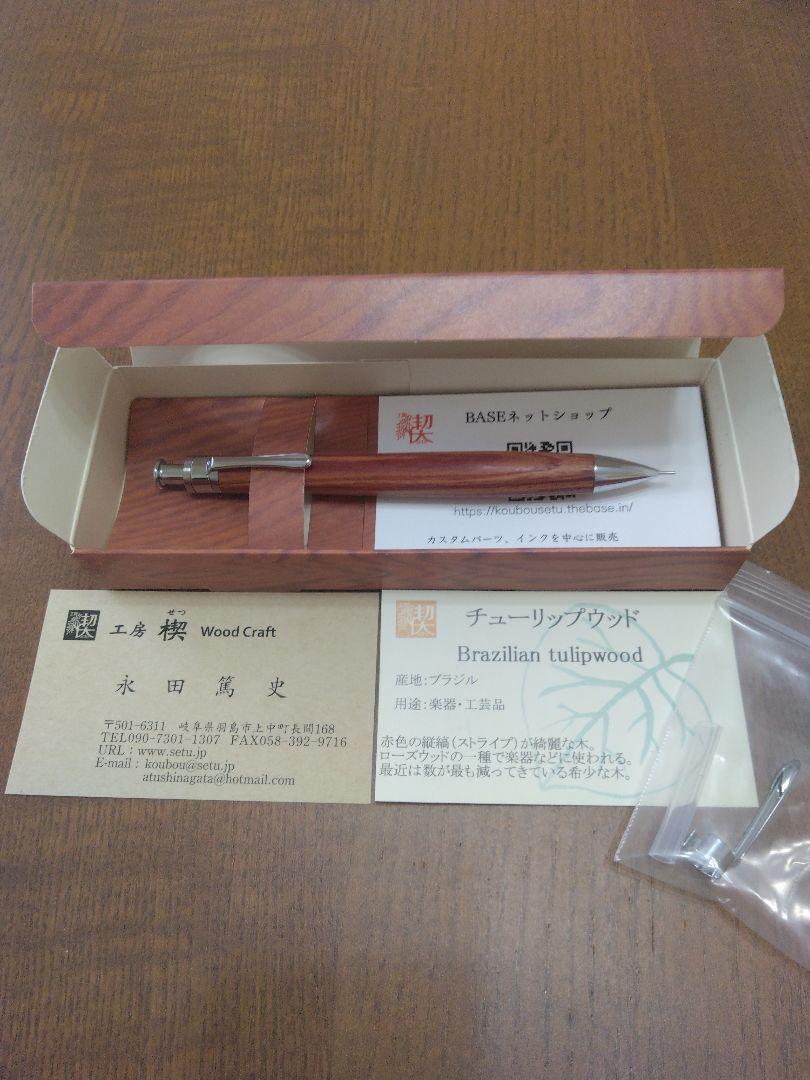 楔
BASEネットショップ
https://koubousetu.thebase.in/
カスタムパーツ、インクを中心に販売
楔
せつ
工房 楔 Wood Craft
永田篤史
〒501-6311 岐阜県羽島市上中町長間168
TEL090-7301-1307 FAX058-392-9716
URL : www.setu.jp
E-mail : koubou@setu.jp
atushinagata@hotmail.com
楔
チューリップウッド
Brazilian tulipwood
産地:ブラジル
用途:楽器・工芸品
赤色の縦縞(ストライプ)が綺麗な木。
ローズウッドの一種で楽器などに使われる。
最近は数が最も減ってきている希少な木。